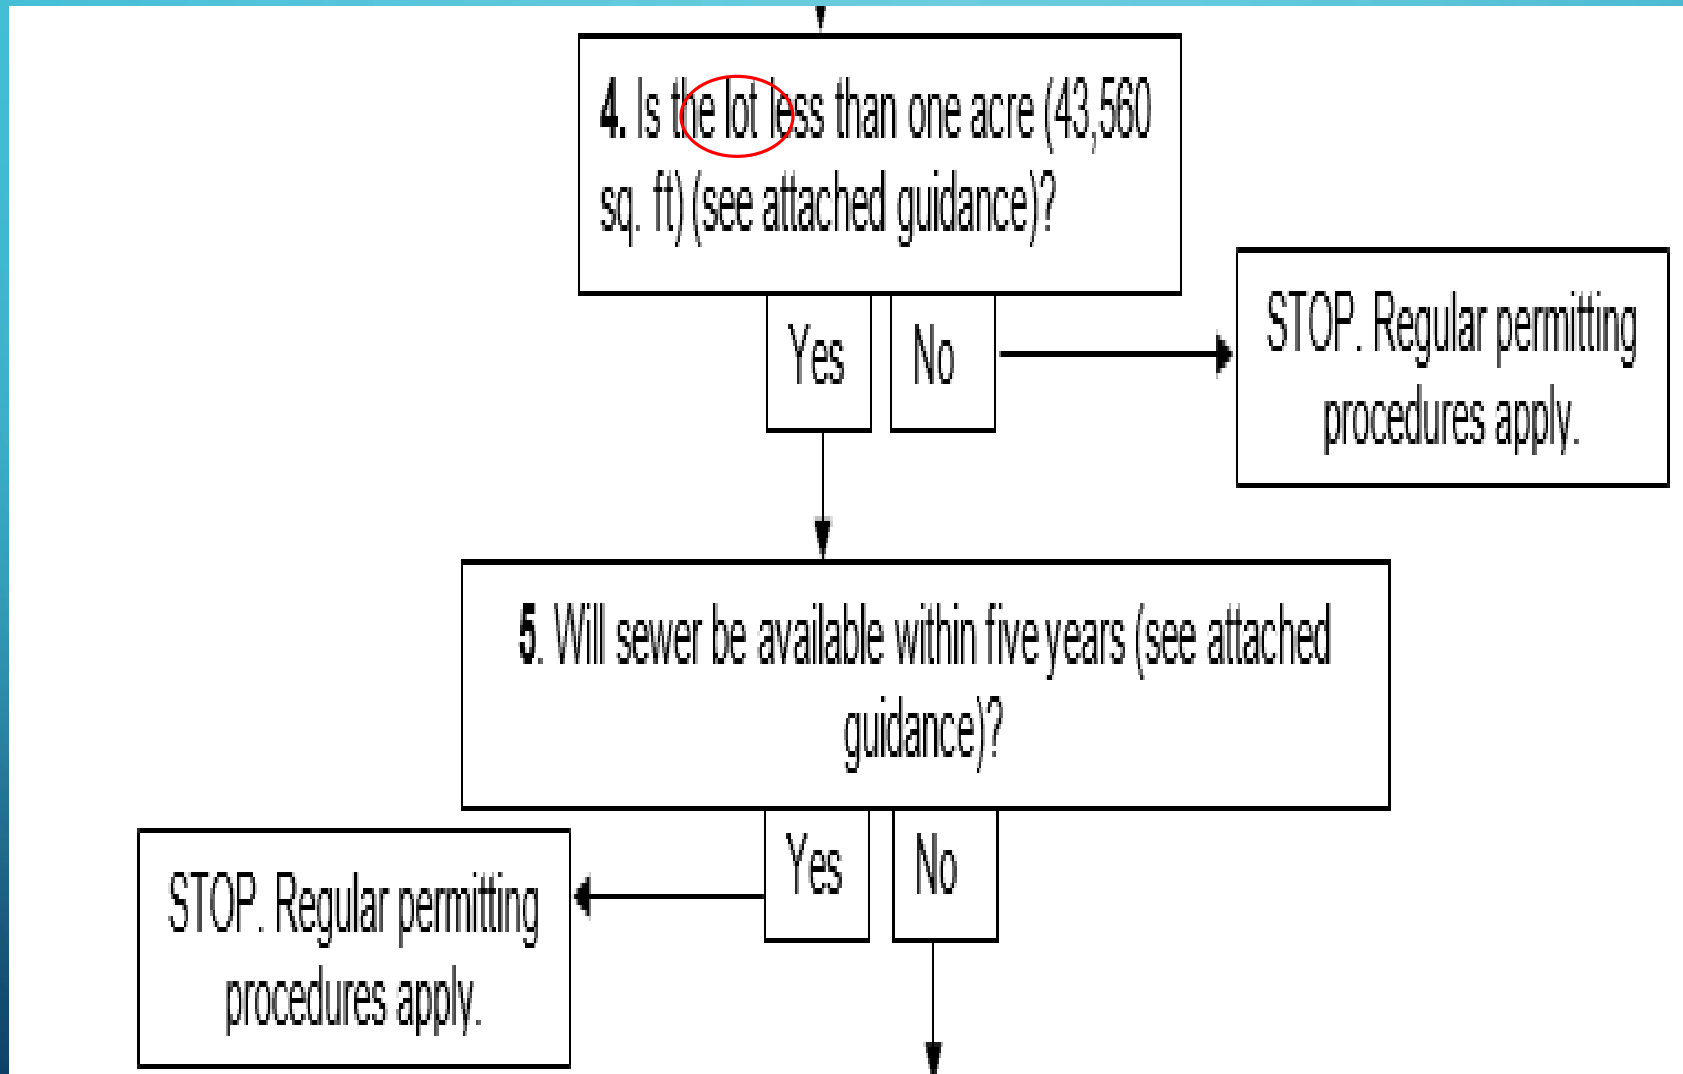 4. Is the lot less than one acre (43,560
sq. ft) (see attached guidance)?
Yes
No
STOP. Regular permitting
procedures apply.
5. Will sewer be available within five years (see attached
guidance)?
Yes
No
STOP. Regular permitting
procedures apply.